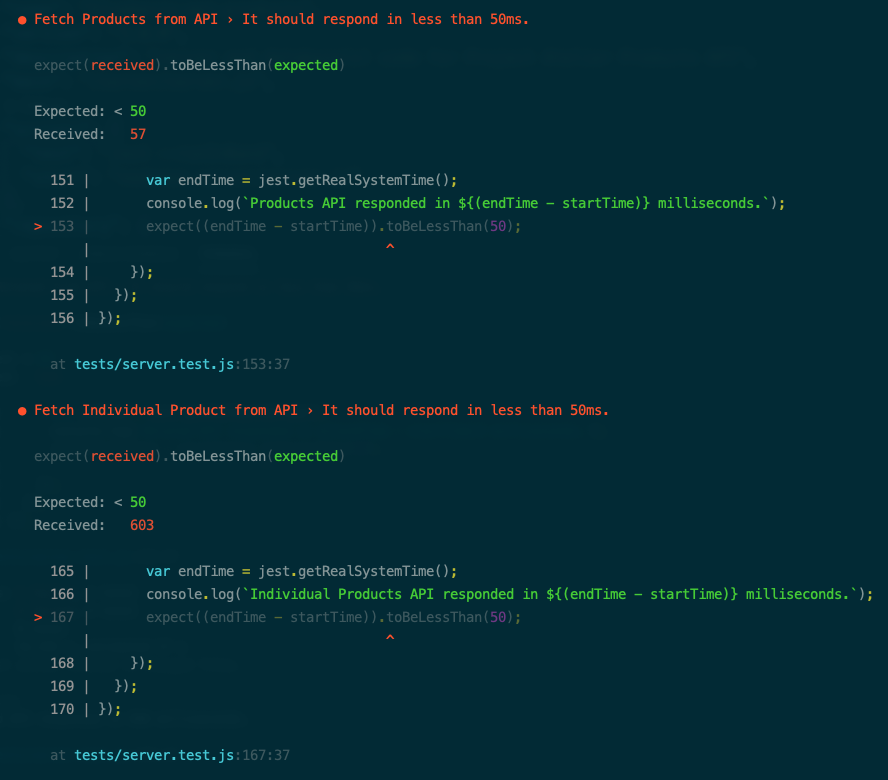 ● Fetch Products from API › It should respond in less than 50ms.
expect(received).toBeLessThan(expected)
Expected: < 50
Received:   57
151 |       var endTime = jest.getRealSystemTime();
152 |       console.log(`Products API responded in ${(endTime - startTime)} milliseconds.`);
> 153 |       expect((endTime - startTime)).toBeLessThan(50);
|                                     ^
154 |     });
155 |   });
156 | });
at tests/server.test.js:153:37
● Fetch Individual Product from API › It should respond in less than 50ms.
expect(received).toBeLessThan(expected)
Expected: < 50
Received:   603
165 |       var endTime = jest.getRealSystemTime();
166 |       console.log(`Individual Products API responded in ${(endTime - startTime)} milliseconds.`);
> 167 |       expect((endTime - startTime)).toBeLessThan(50);
|                                     ^
168 |     });
169 |   });
170 | });
at tests/server.test.js:167:37